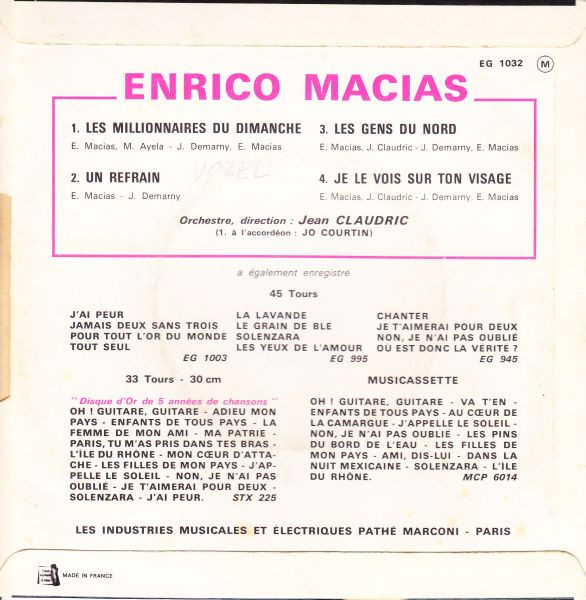 EG 1032 M
ENRICO MACIAS
1. LES MILLIONNAIRES DU DIMANCHE
E. Macias, M. Ayela - J. Demarny, E. Macias
2. UN REFRAIN
E. Macias - J. Demarny
3. LES GENS DU NORD
E. Macias, J. Claudric - J. Demarny, E. Macias
4. JE LE VOIS SUR TON VISAGE
E. Macias, J. Claudric - J. Demarny, E. Macias
Orchestre, direction : Jean CLAUDRIC
(1. à l'accordéon : JO COURTIN)
a également enregistré
45 Tours
J'AI PEUR
JAMAIS DEUX SANS TROIS
POUR TOUT L'OR DU MONDE
TOUT SEUL
EG 1003
LA LAVANDE
LE GRAIN DE BLE
SOLENZARA
LES YEUX DE L'AMOUR
EG 995
CHANTER
JE T'AIMERAI POUR DEUX
NON, JE N'AI PAS OUBLIÉ
OU EST DONC LA VERITE ?
EG 945
33 Tours - 30 cm
"Disque d'Or de 5 années de chansons"
OH ! GUITARE, GUITARE - ADIEU MON
PAYS - ENFANTS DE TOUS PAYS - LA
FEMME DE MON AMI - MA PATRIE -
PARIS, TU M'AS PRIS DANS TES BRAS -
L'ÎLE DU RHÔNE - MON CŒUR D'ATTA-
CHE - LES FILLES DE MON PAYS - J'AP-
PELLE LE SOLEIL - NON, JE N'AI PAS
OUBLIÉ - JE T'AIMERAI POUR DEUX -
SOLENZARA - J'AI PEUR. STX 225
MUSICASSETTE
OH ! GUITARE, GUITARE - VA T'EN -
ENFANTS DE TOUS PAYS - AU CŒUR DE
LA CAMARGUE - J'APPELLE LE SOLEIL -
NON, JE N'AI PAS OUBLIÉ - LES PINS
DU BORD DE L'EAU - LES FILLES DE
MON PAYS - AMI, DIS-LUI - DANS LA
NUIT MEXICAINE - SOLENZARA - L'ÎLE
DU RHÔNE. MCP 6014
LES INDUSTRIES MUSICALES ET ÉLECTRIQUES PATHÉ MARCONI - PARIS
MADE IN FRANCE